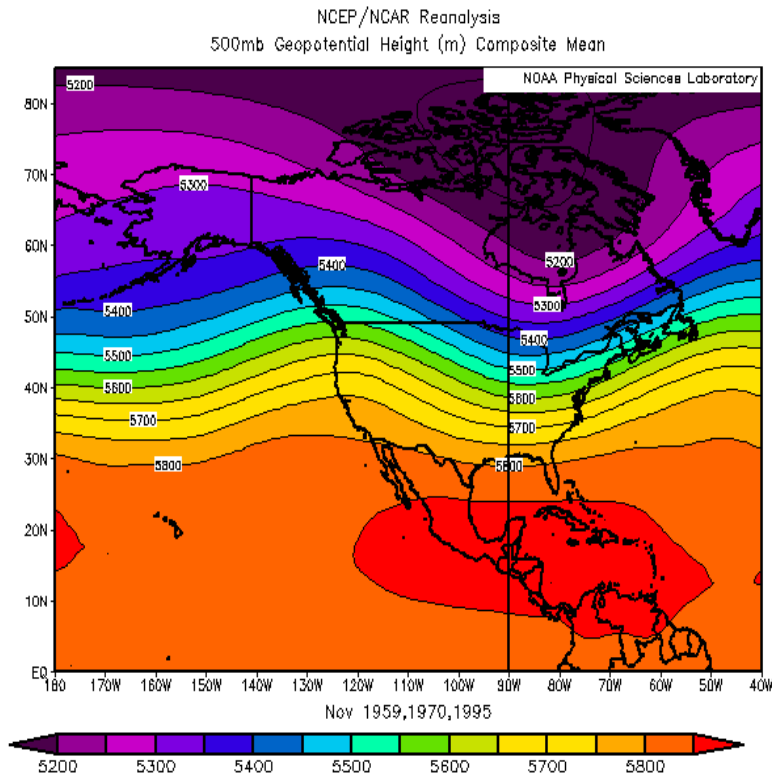 NCEP/NCAR Reanalysis
500mb Geopotential Height (m) Composite Mean
NOAA Physical Sciences Laboratory
80N
5200
70N
5300
60N
5400
5200
5300
50N
5400
5400
5500
5500
40N
5600
5600
5700
5700
30N
5800
5800
20N
10N
EQ
180 170W 160W 150W 140W 130W 120W 110W 100W 90W 80W 70W 60W 50W 40W
Nov 1959,1970,1995
5200 5300 5400 5500 5600 5700 5800